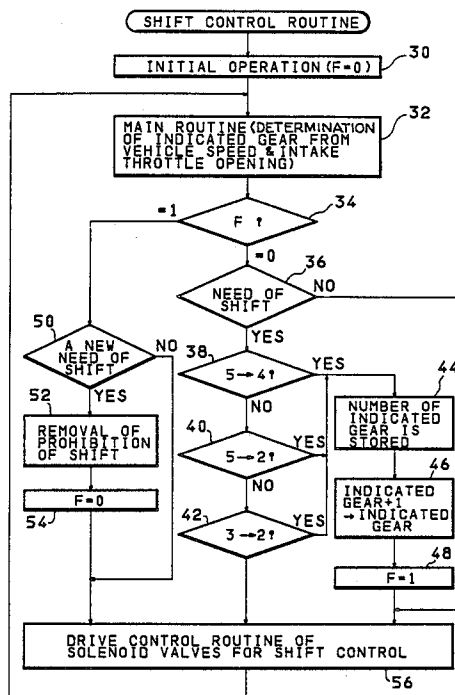 SHIFT CONTROL ROUTINE
INITIAL OPERATION (F=0)
30
MAIN ROUTINE (DETERMINATION
OF INDICATED GEAR FROM
VEHICLE SPEED & INTAKE
THROTTLE OPENING)
32
=1
F ?
34
=0
36
NEED OF
SHIFT
NO
YES
50
A NEW
NEED OF
SHIFT
NO
YES
38
5→4?
YES
NO
44
NUMBER OF
INDICATED
GEAR IS
STORED
52
REMOVAL OF
PROHIBITION
OF SHIFT
40
5→2?
YES
NO
46
INDICATED
GEAR+1
→INDICATED
GEAR
F=0
54
42
3→2?
YES
48
F=1
DRIVE CONTROL ROUTINE OF
SOLENOID VALVES FOR SHIFT CONTROL
56